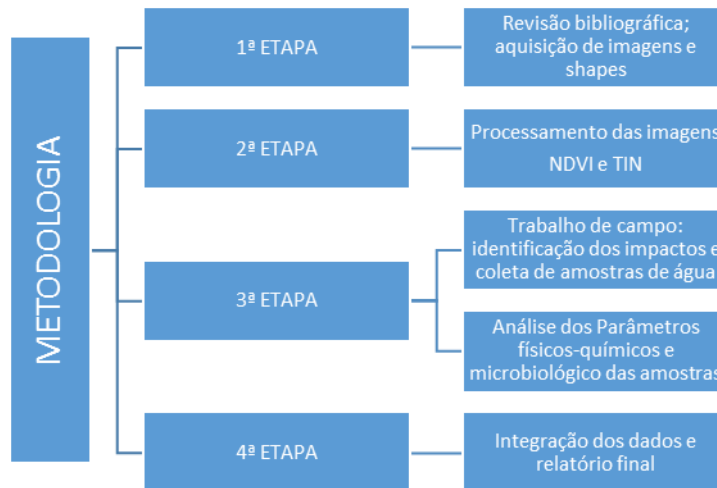 METODOLOGIA
1ª ETAPA
Revisão bibliográfica;
aquisição de imagens e
shapes
2ª ETAPA
Processamento das imagens
NDVI e TIN
3ª ETAPA
Trabalho de campo:
identificação dos impactos e
coleta de amostras de água
Análise dos Parâmetros
físicos-químicos e
microbiológico das amostras
4ª ETAPA
Integração dos dados e
relatório final